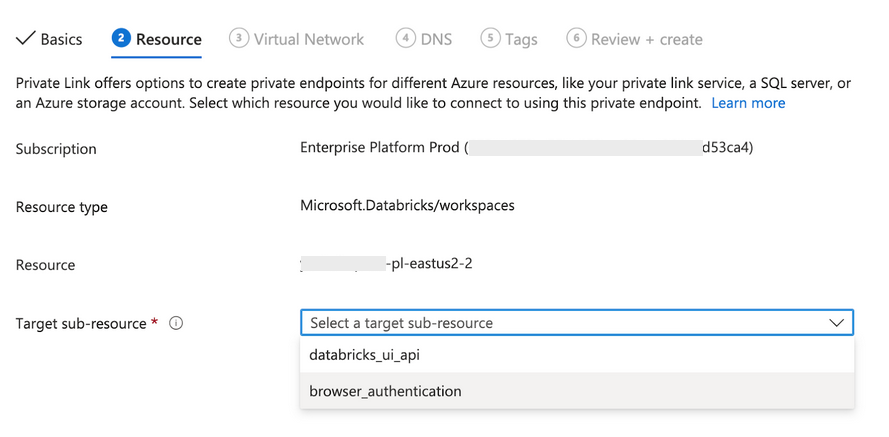 Basics 2 Resource 3 Virtual Network 4 DNS 5 Tags 6 Review + create
Private Link offers options to create private endpoints for different Azure resources, like your private link service, a SQL server, or
an Azure storage account. Select which resource you would like to connect to using this private endpoint. Learn more
Subscription Enterprise Platform Prod ( d53ca4)
Resource type Microsoft.Databricks/workspaces
Resource -pl-eastus2-2
Target sub-resource * Select a target sub-resource
databricks_ui_api
browser_authentication